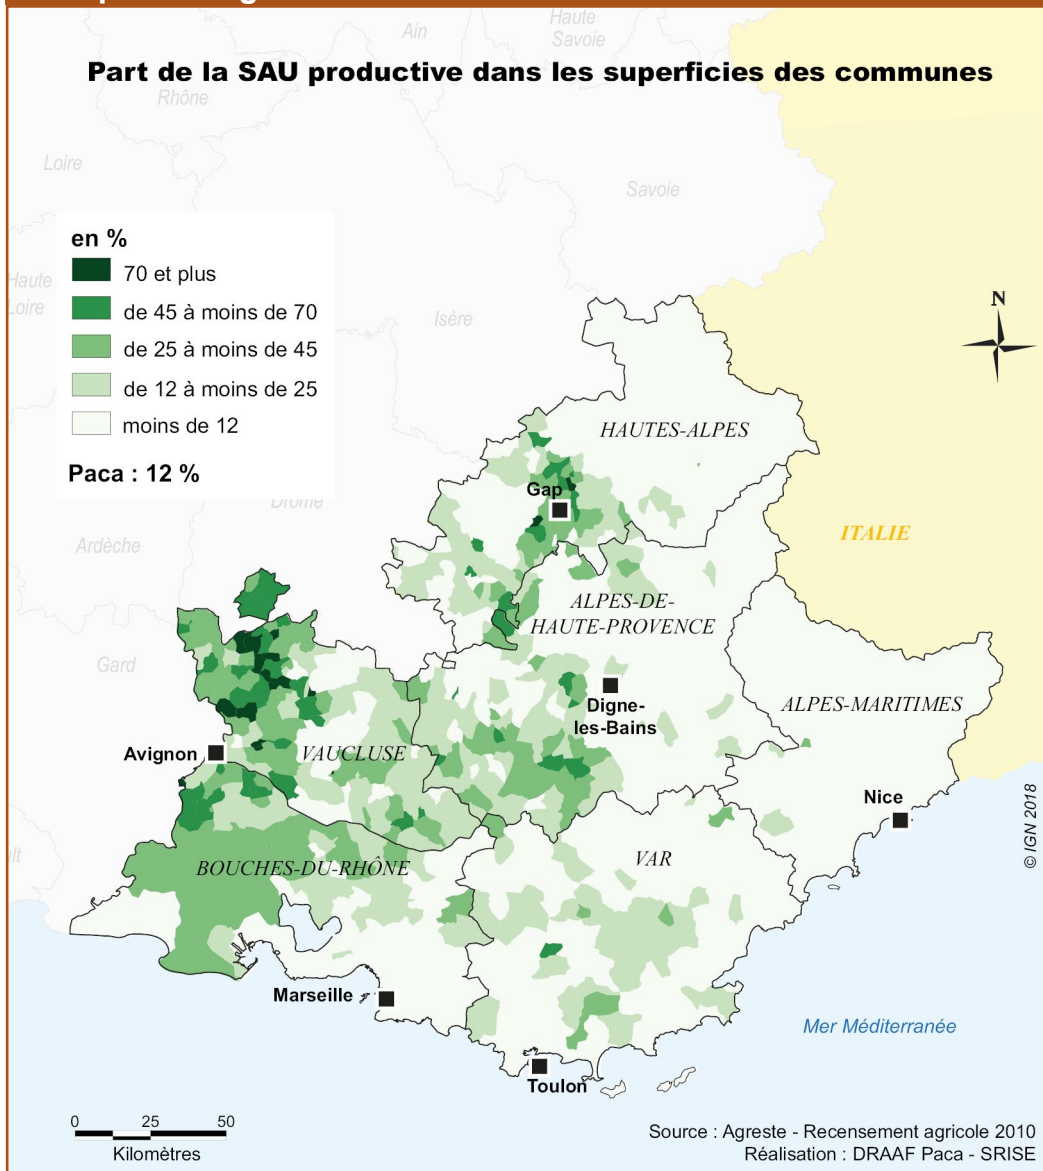 Part de la SAU productive dans les superficies des communes
Ain
Haute
Savoie
Rhône
Loire
Savoie
Haute
Loire
Isère
en %
70 et plus
de 45 à moins de 70
de 25 à moins de 45
de 12 à moins de 25
moins de 12
Paca : 12 %
N
Drôme
Ardèche
Gard
HAUTES-ALPES
Gap
ITALIE
ALPES-DE-
HAUTE-PROVENCE
Digne-
les-Bains
ALPES-MARITIMES
Avignon
VAUCLUSE
Nice
VAR
BOUCHES-DU-RHÔNE
Marseille
Mer Méditerranée
Toulon
© IGN 2018
0 25 50
Kilomètres
Source : Agreste - Recensement agricole 2010
Réalisation : DRAAF Paca - SRISE